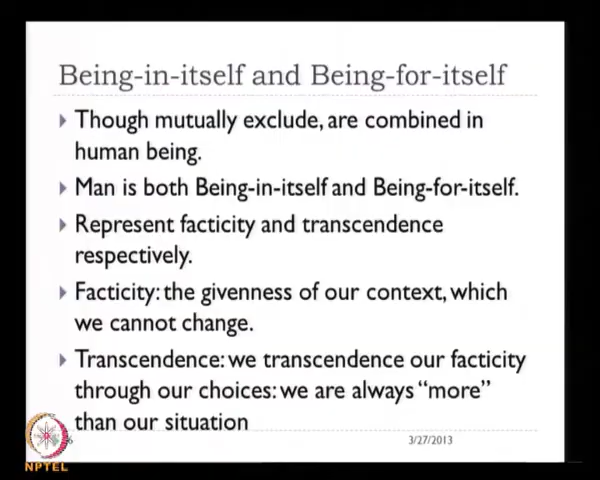 Being-in-itself and Being-for-itself
Though mutually exclude, are combined in
human being.
Man is both Being-in-itself and Being-for-itself.
Represent facticity and transcendence
respectively.
Facticity: the givenness of our context, which
we cannot change.
Transcendence: we transcendence our facticity
through our choices: we are always “more”
than our situation
3/27/2013
NPTEL